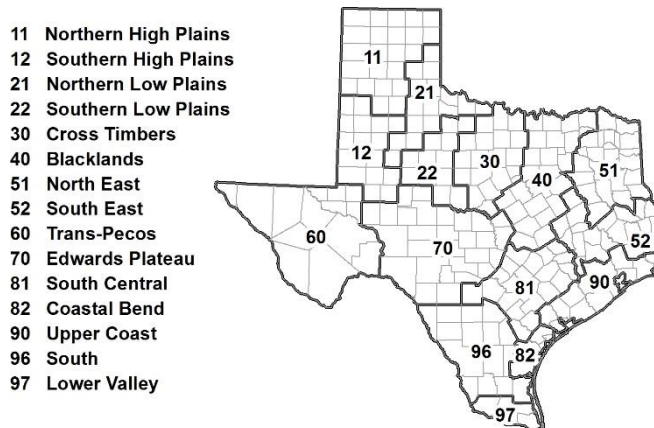 11 Northern High Plains
12 Southern High Plains
21 Northern Low Plains
22 Southern Low Plains
30 Cross Timbers
40 Blacklands
51 North East
52 South East
60 Trans-Pecos
70 Edwards Plateau
81 South Central
82 Coastal Bend
90 Upper Coast
96 South
97 Lower Valley
11
21
12
22
30
40
51
52
60
70
81
90
96
82
97